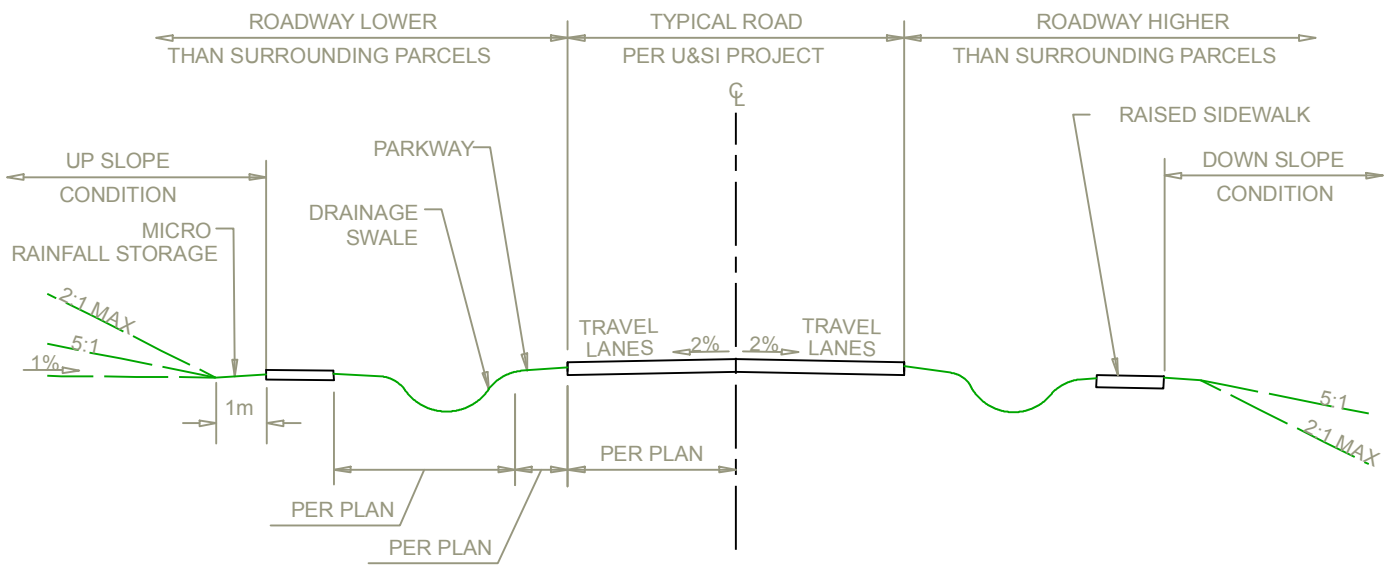 ROADWAY LOWER
THAN SURROUNDING PARCELS
TYPICAL ROAD
PER U&SI PROJECT
ROADWAY HIGHER
THAN SURROUNDING PARCELS
℄
RAISED SIDEWALK
PARKWAY
UP SLOPE
CONDITION
DOWN SLOPE
CONDITION
DRAINAGE
SWALE
MICRO
RAINFALL STORAGE
2:1 MAX
5:1
1%
TRAVEL
LANES
2%
2%
TRAVEL
LANES
1m
5:1
2:1 MAX
PER PLAN
PER PLAN
PER PLAN